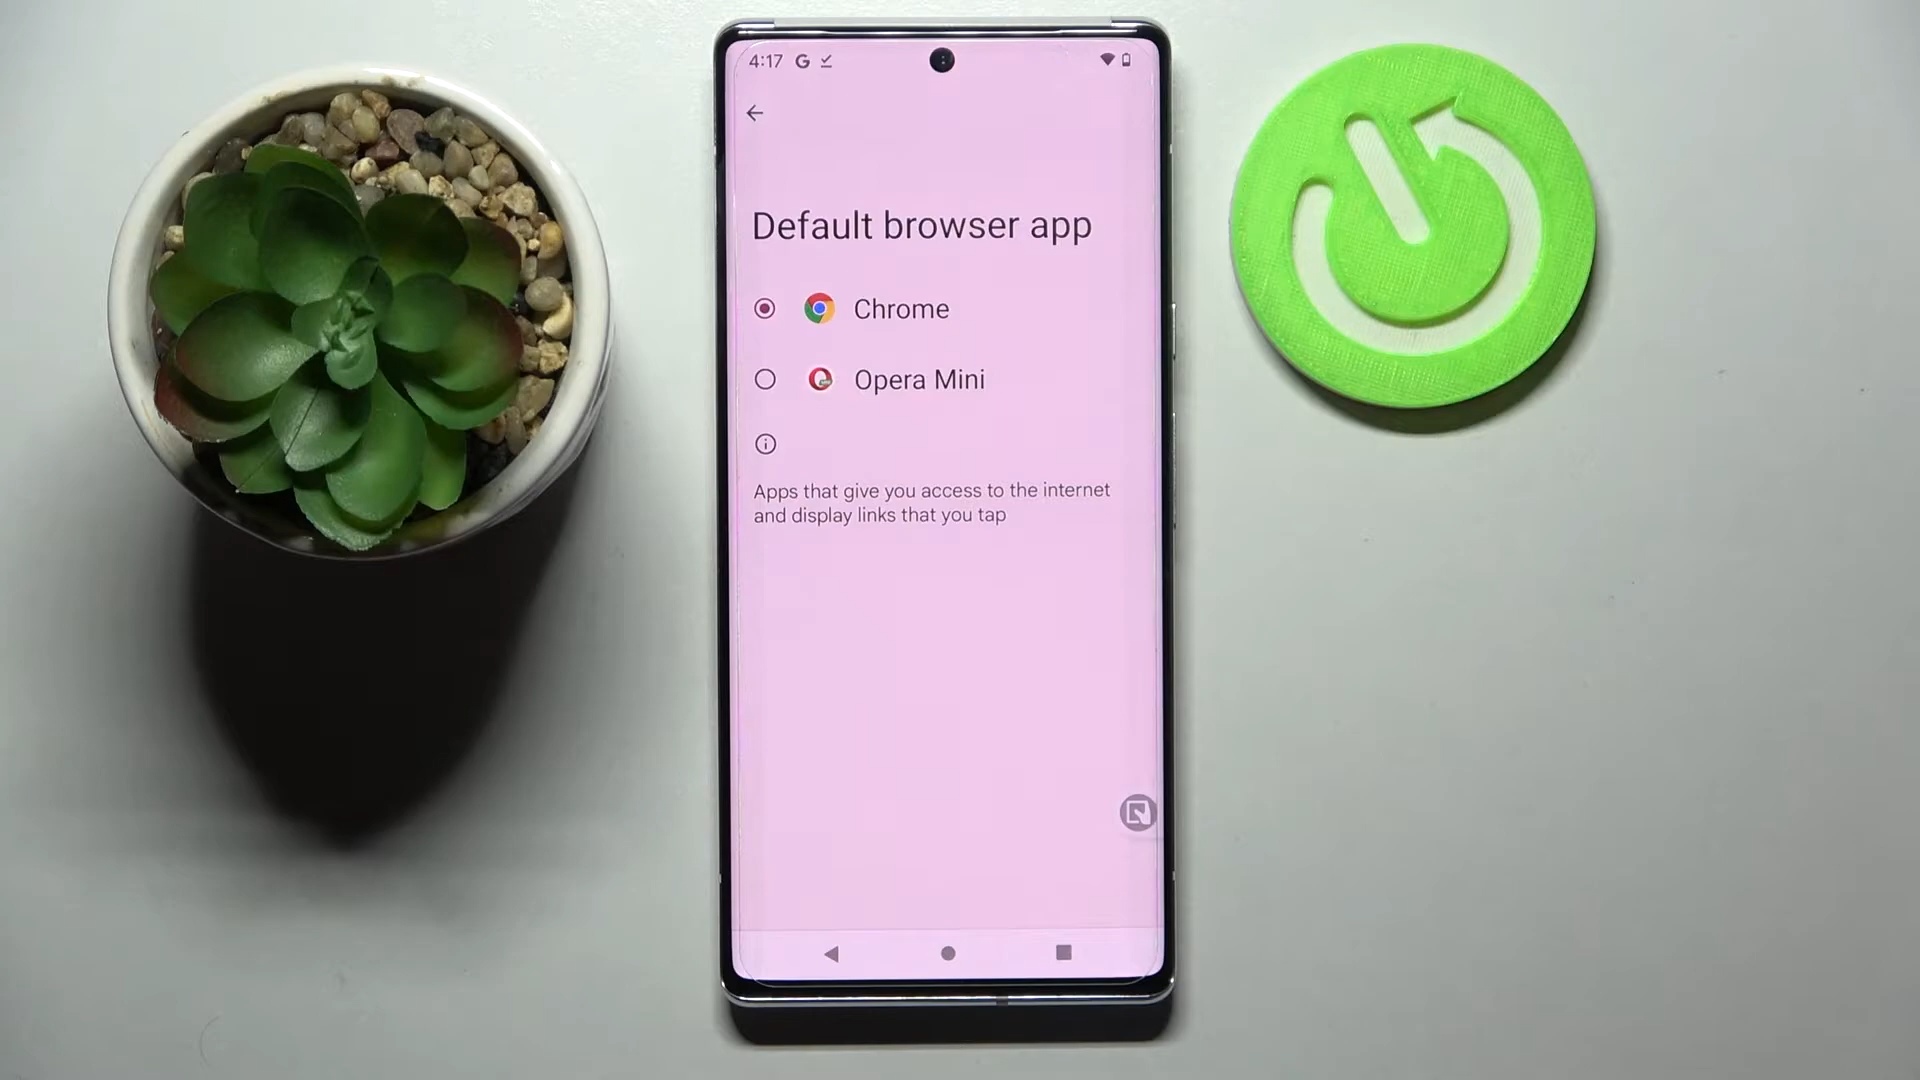 4:17 G
Default browser app
Chrome
Opera Mini
Apps that give you access to the internet
and display links that you tap